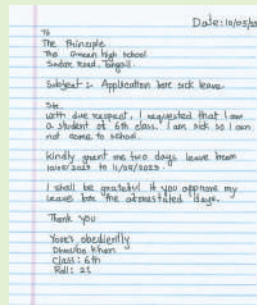 Date: 10/05/20
To
The Principle
The Green high school
Sadar Road, Tangail
Subject :- Application for sick leave.
Sir
With due respect, I requested that I am
a student of 6th class. I am sick so I can
not come to school.
Kindly grant me two days leave from
10/05/2023 to 11/05/2023.
I shall be grateful if you approve my
leave for the aforestated days.
Thank you
Yours obediently
Khan
Class: 6th
Roll: 21